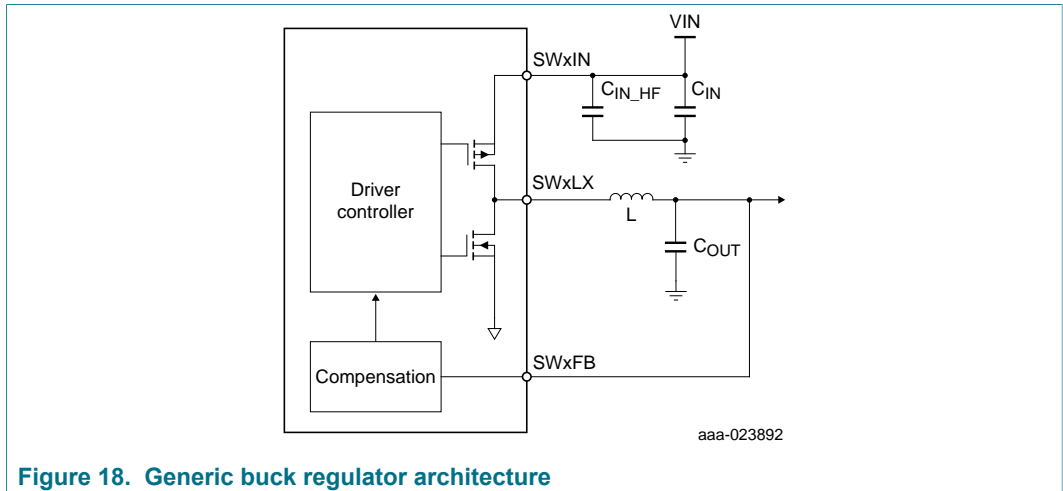 VIN
SWxIN
CIN_HF
CIN
Driver
controller
SWxLX
L
COUT
SWxFB
Compensation
aaa-023892
Figure 18. Generic buck regulator architecture